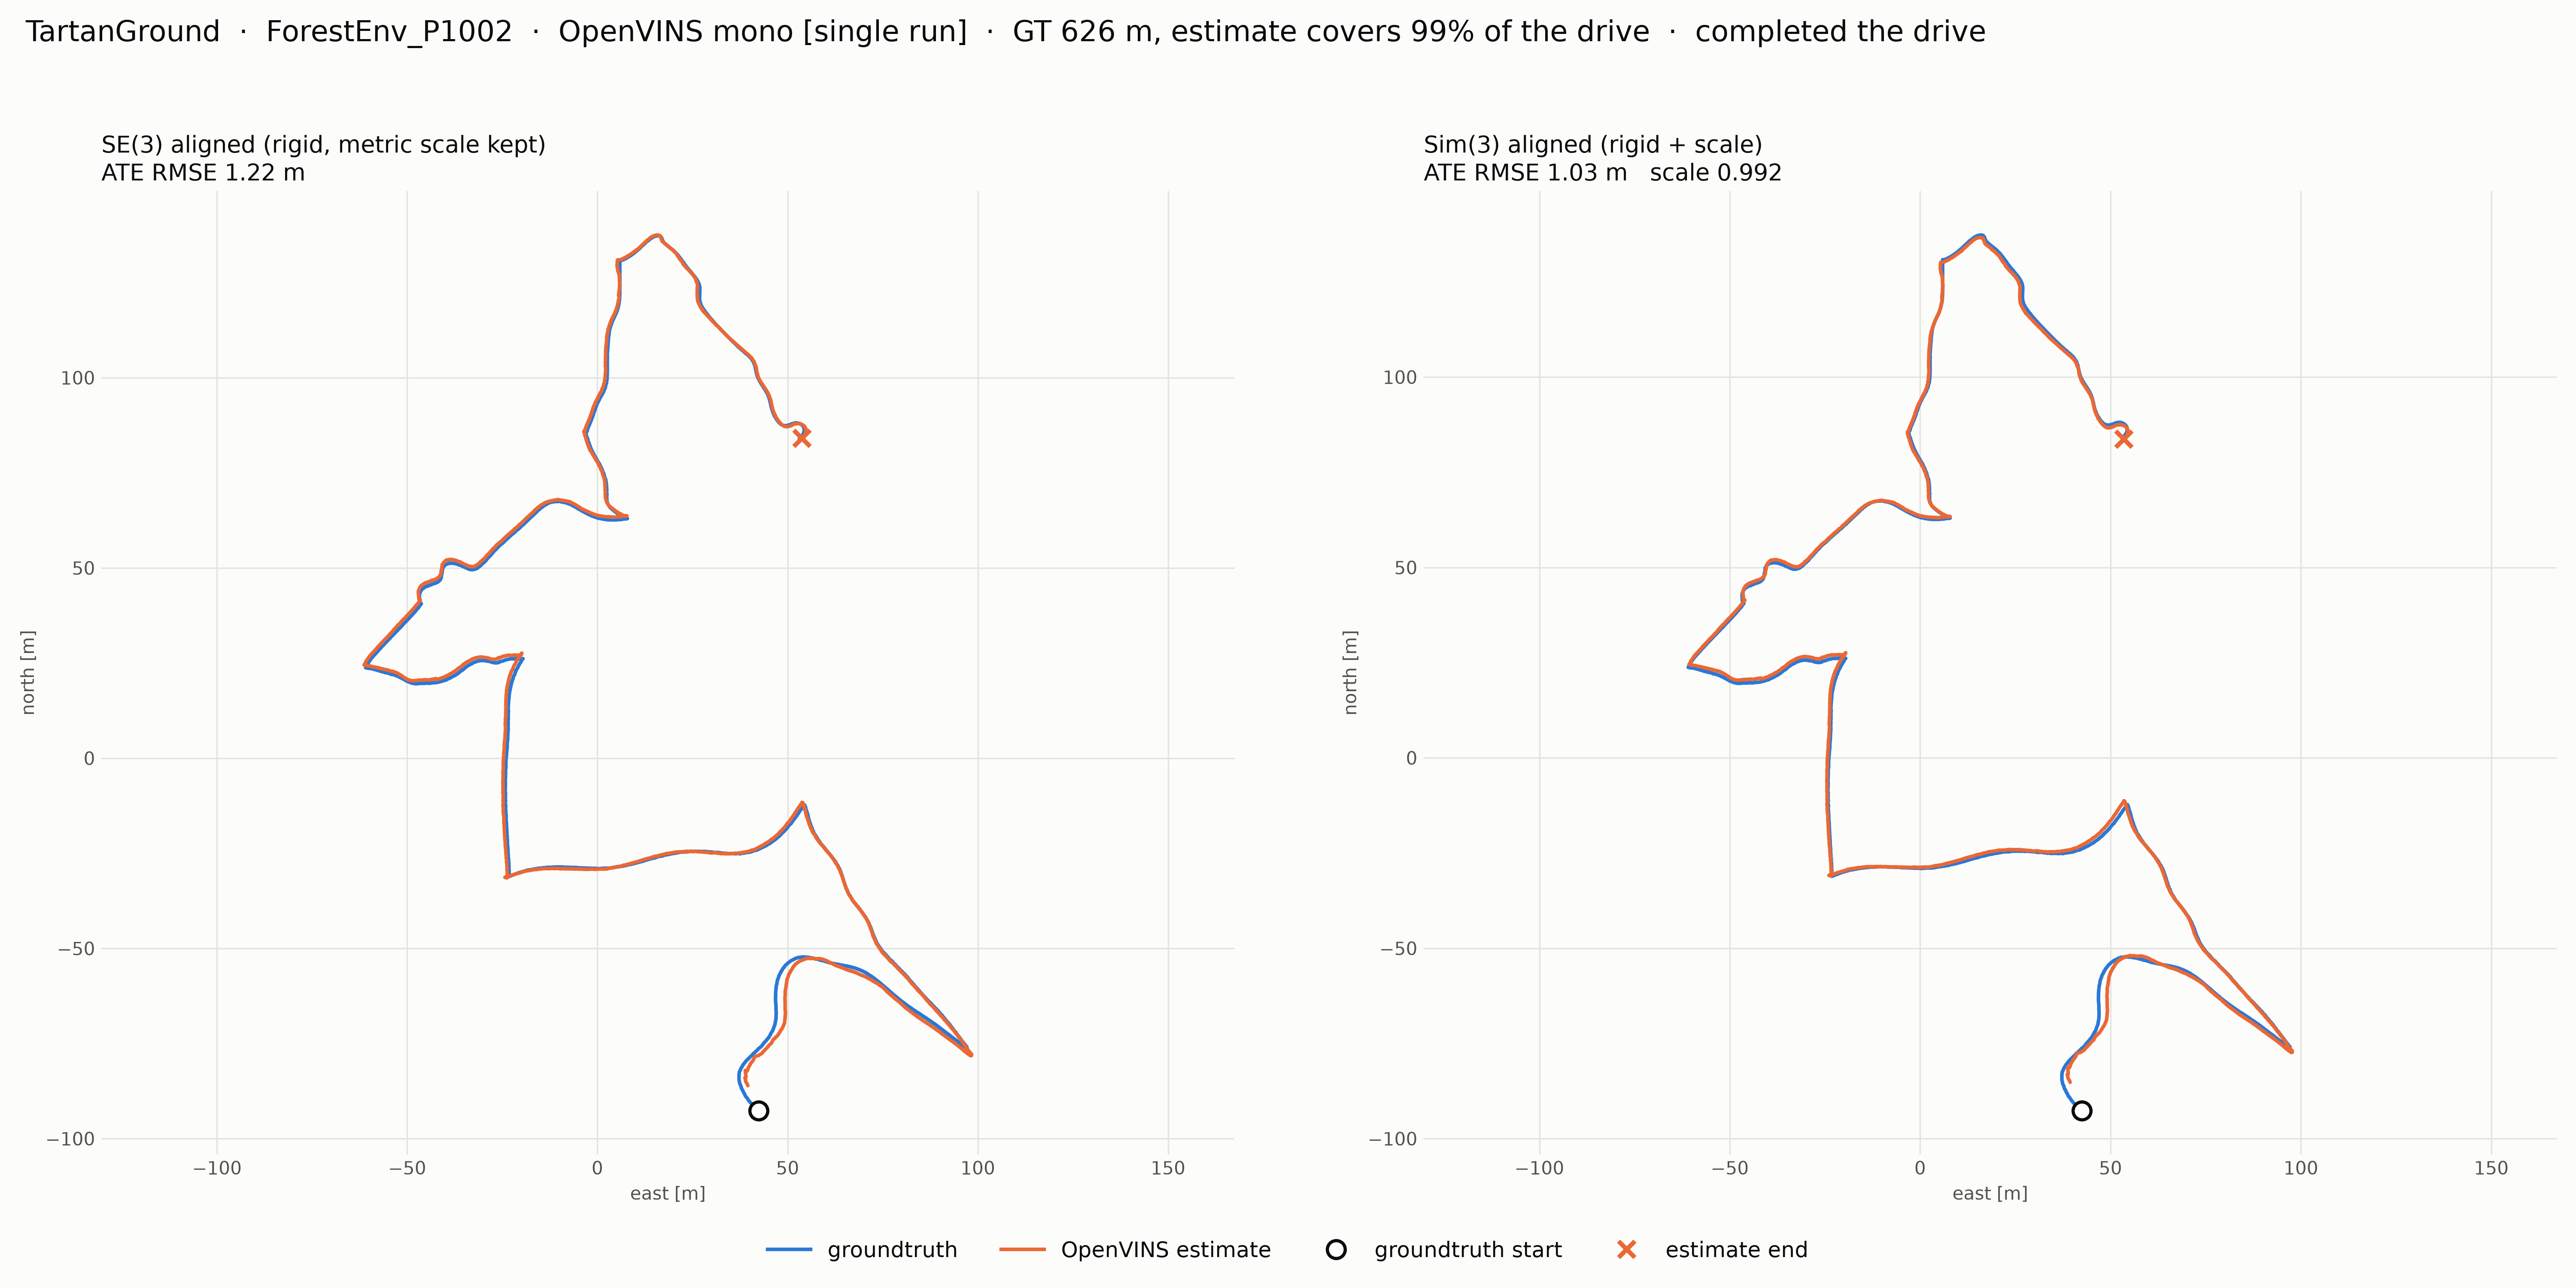 TartanGround · ForestEnv_P1002 · OpenVINS mono [single run] · GT 626 m, estimate covers 99% of the drive · completed the drive
SE(3) aligned (rigid, metric scale kept)
ATE RMSE 1.22 m
Sim(3) aligned (rigid + scale)
ATE RMSE 1.03 m   scale 0.992
100
50
0
−50
−100
north [m]
−100
−50
0
50
100
150
east [m]
100
50
0
−50
−100
north [m]
−100
−50
0
50
100
150
east [m]
groundtruth
OpenVINS estimate
groundtruth start
estimate end